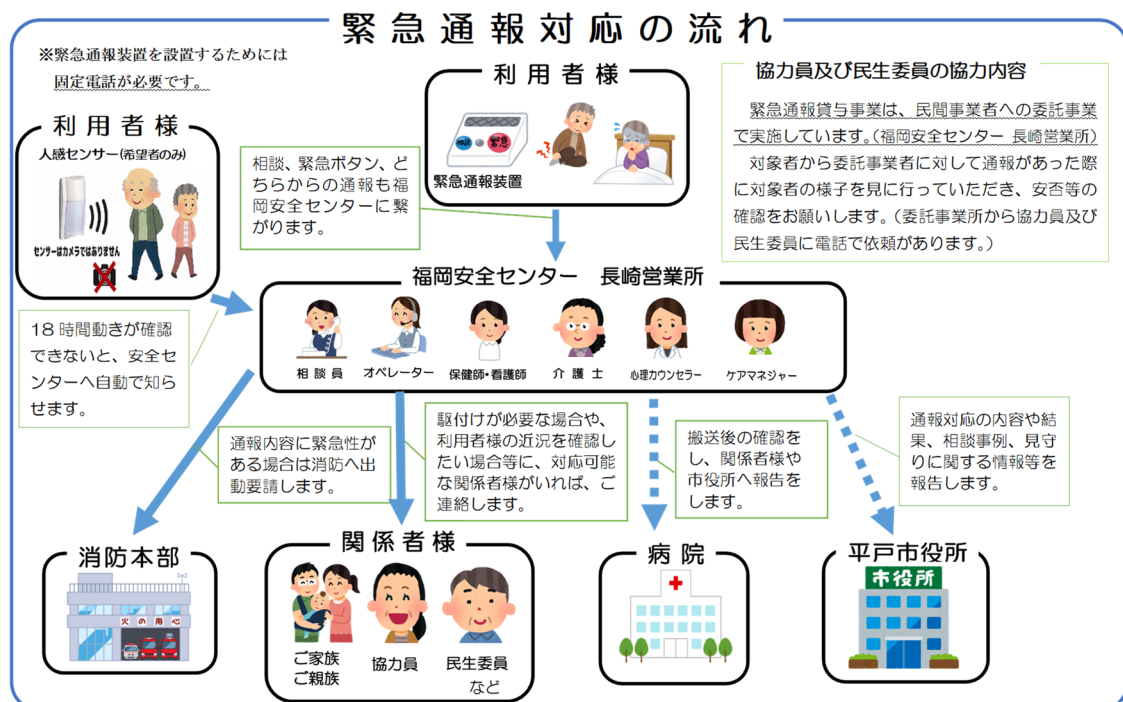 緊急通報対応の流れ
※緊急通報装置を設置するためには
固定電話が必要です。
利用者様
人感センサー(希望者のみ)
センサーはカメラではありません
利用者様
相談
緊急
緊急通報装置
相談、緊急ボタン、ど
ちらからの通報も福
岡安全センターに繋
がります。
協力員及び民生委員の協力内容
緊急通報貸与事業は、民間事業者への委託事業
で実施しています。(福岡安全センター 長崎営業所)
対象者から委託事業者に対して通報があった際
に対象者の様子を見に行っていただき、安否等の
確認をお願いします。(委託事業所から協力員及び
民生委員に電話で依頼があります。)
福岡安全センター 長崎営業所
相談員
オペレーター
保健師・看護師
介護士
心理カウンセラー
ケアマネジャー
18時間動きが確認
できないと、安全セ
ンターへ自動で知ら
せます。
通報内容に緊急性が
ある場合は消防へ出
動要請します。
駆付けが必要な場合や、
利用者様の近況を確認し
たい場合等に、対応可能
な関係者様がいれば、ご
連絡します。
搬送後の確認を
し、関係者様や
市役所へ報告を
します。
通報対応の内容や結
果、相談事例、見守
りに関する情報等を
報告します。
消防本部
火の用心
関係者様
ご家族
ご親族
協力員
民生委員
など
病院
平戸市役所
市役所